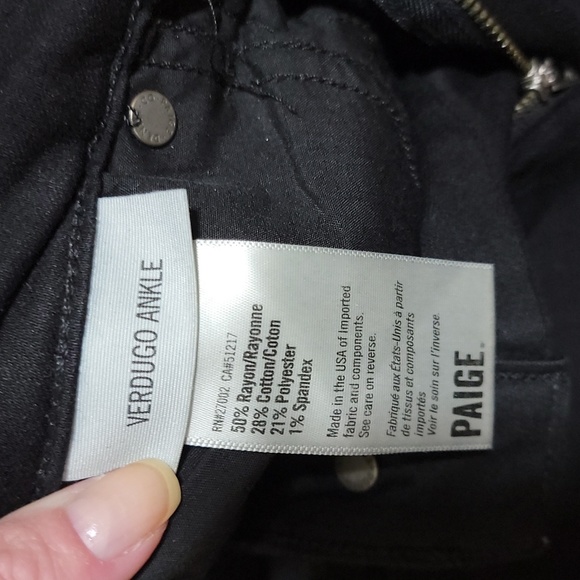 VERDUGO ANKLE
RN#27002 CA#51217
50% Rayon/Rayonne
28% Cotton/Coton
21% Polyester
1% Spandex
Made in the USA of Imported
fabric and components.
See care on reverse.
Fabriqué aux États-Unis à partir
de tissus et composants
importés
Voir le soin sur l'inverse.
PAIGE